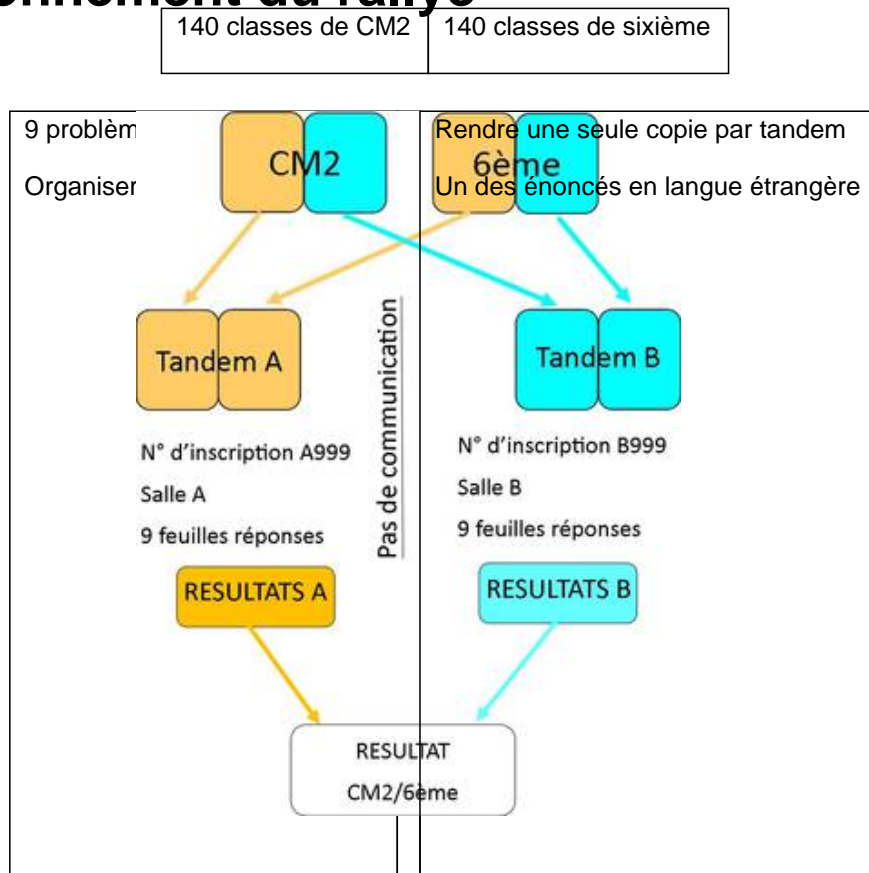 du rallye
140 classes de CM2
140 classes de sixième
9
Rendre une seule copie par tandem
Un des énoncés en langue étrangère
CM2
6ème
Tandem A
Tandem B
Pas de communication
N° d'inscription A999
Salle A
9 feuilles réponses
N° d'inscription B999
Salle B
9 feuilles réponses
RESULTATS A
RESULTATS B
RESULTAT
CM2/6ème